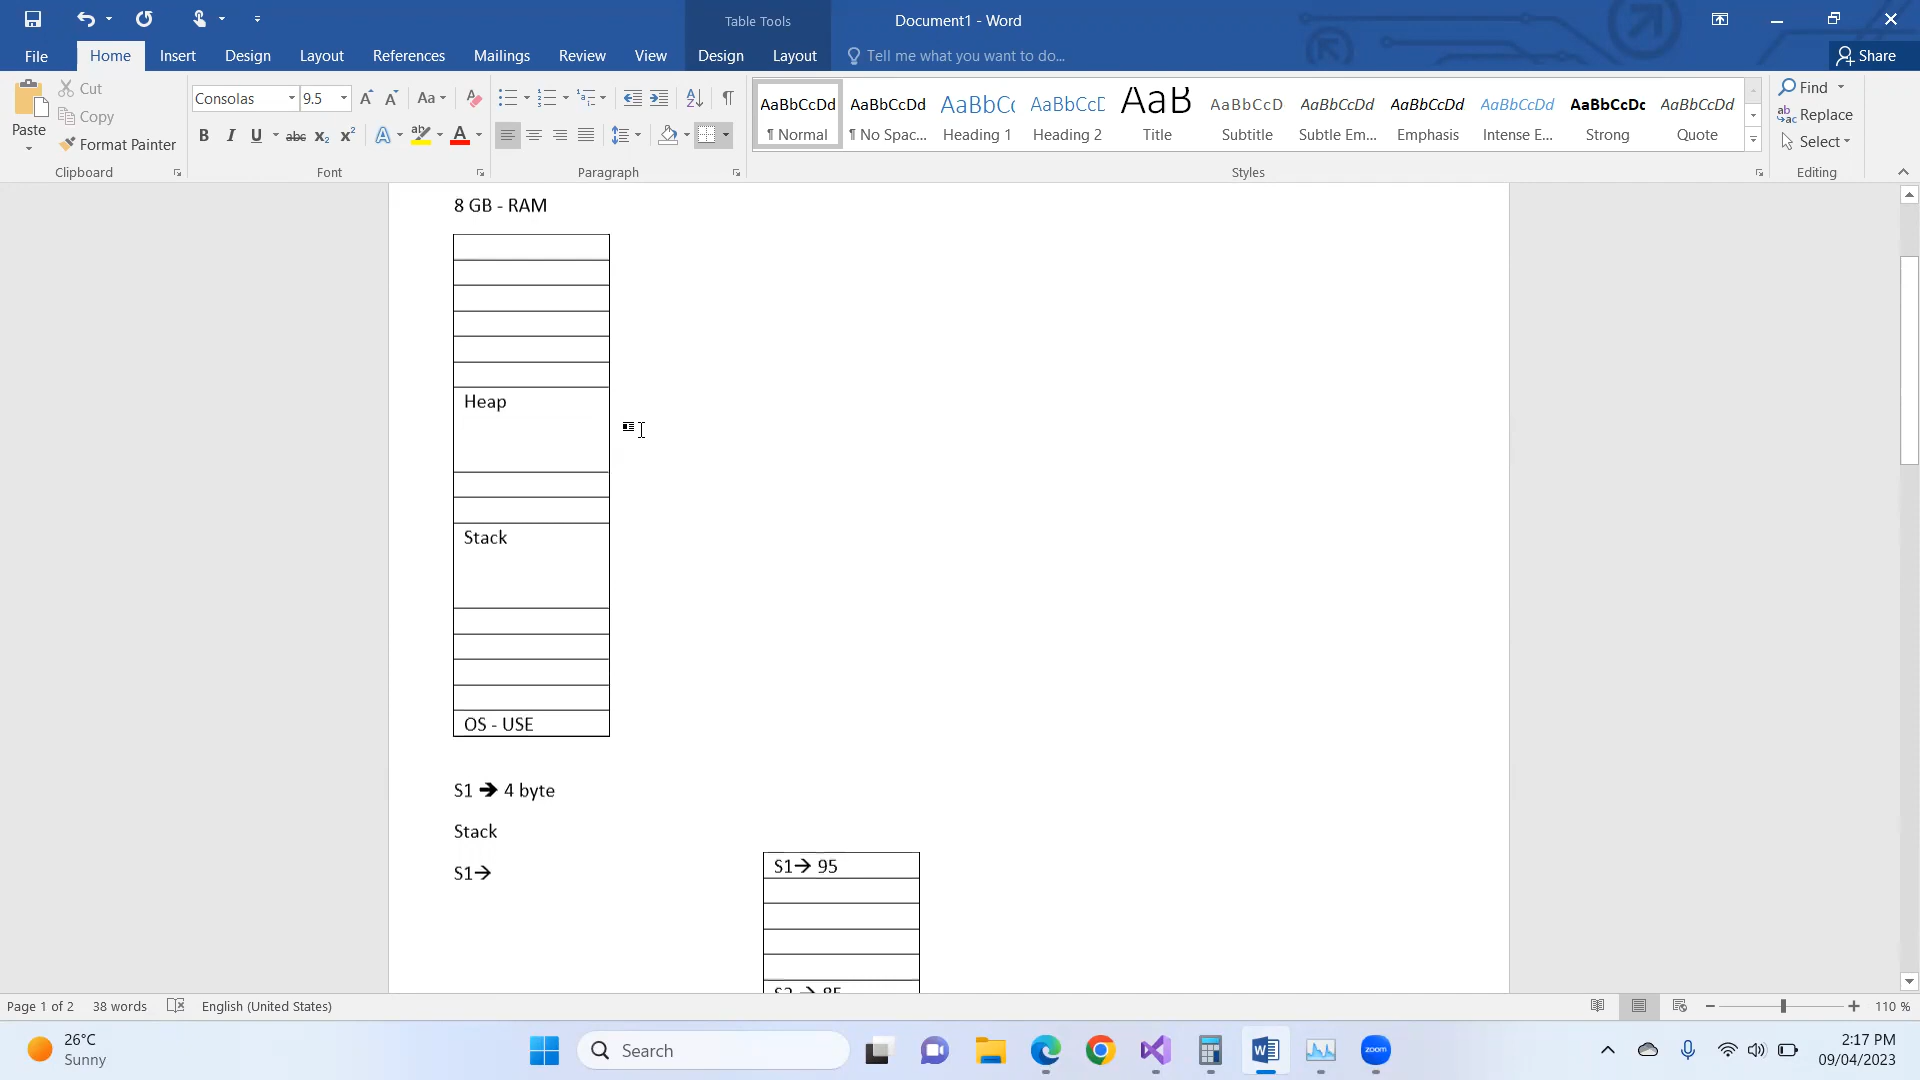 Table Tools
Document1 - Word
File
Home
Insert
Design
Layout
References
Mailings
Review
View
Design
Layout
Tell me what you want to do...
Share
Paste
Cut
Copy
Format Painter
Clipboard
Consolas
9.5
Font
Paragraph
AaBbCcDd
¶ Normal
AaBbCcDd
¶ No Spac...
AaBbC
Heading 1
AaBbCcD
Heading 2
AaB
Title
AaBbCcD
Subtitle
AaBbCcDd
Subtle Em...
AaBbCcDd
Emphasis
AaBbCcDd
Intense E...
AaBbCcDc
Strong
AaBbCcDd
Quote
Styles
Find
Replace
Select
Editing
8 GB - RAM
Heap
Stack
OS - USE
S1 ➔ 4 byte
Stack
S1→
S1→ 95
S2 → 85
Page 1 of 2
38 words
English (United States)
110 %
26°C
Sunny
Search
zoom
2:17 PM
09/04/2023